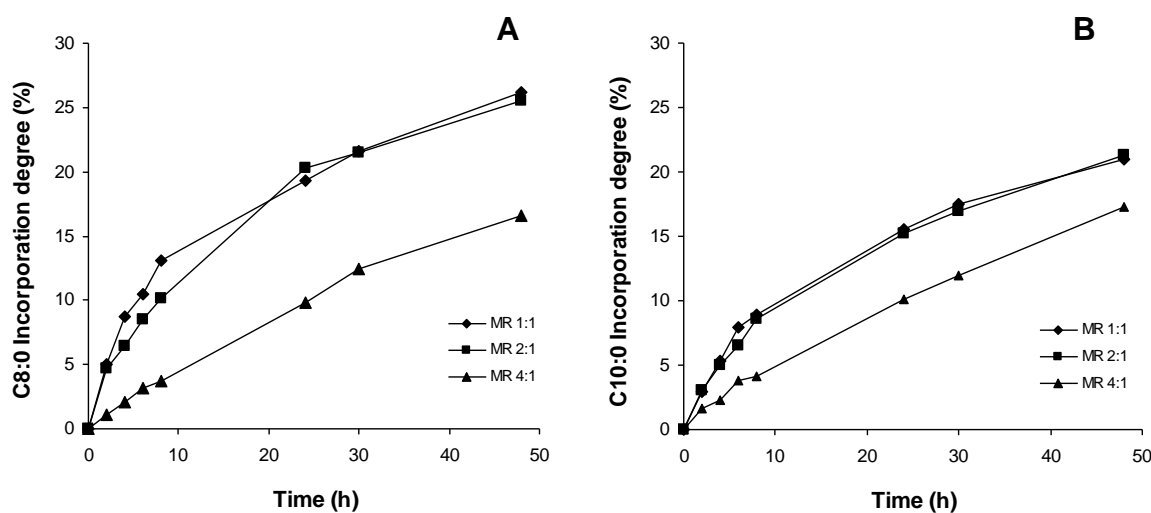 A
C8:0 Incorporation degree (%)
30
25
20
15
10
5
0
0 10 20 30 40 50
Time (h)
MR 1:1
MR 2:1
MR 4:1
B
C10:0 Incorporation degree (%)
30
25
20
15
10
5
0
0 10 20 30 40 50
Time (h)
MR 1:1
MR 2:1
MR 4:1